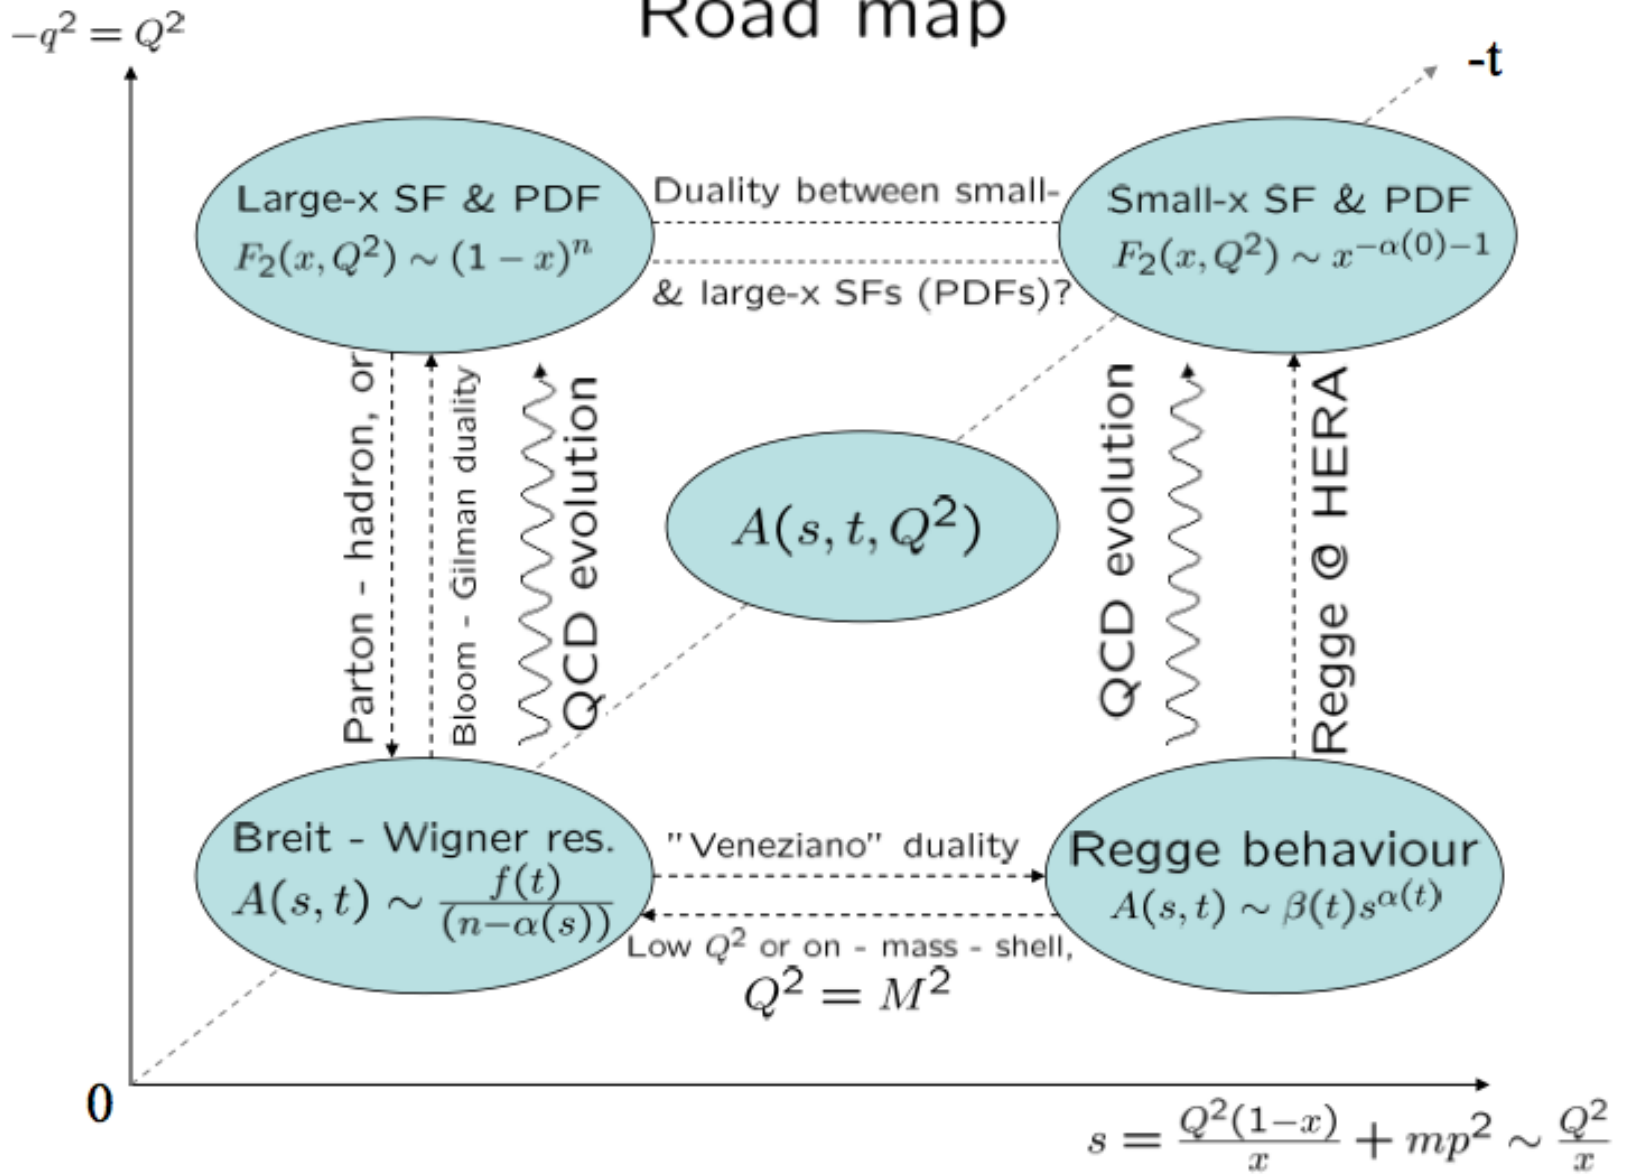 Road map
−q² = Q²
-t
Large-x SF & PDF
F₂(x, Q²) ∼ (1 − x)ⁿ
Duality between small-
& large-x SFs (PDFs)?
Small-x SF & PDF
F₂(x, Q²) ∼ x^{−α(0)−1}
Parton - hadron, or
Bloom - Gilman duality
QCD evolution
A(s, t, Q²)
QCD evolution
Regge @ HERA
Breit - Wigner res.
A(s, t) ∼ f(t)/(n−α(s))
"Veneziano" duality
Low Q² or on - mass - shell,
Q² = M²
Regge behaviour
A(s, t) ∼ β(t)s^{α(t)}
0
s = Q²(1−x)/x + mp² ∼ Q²/x